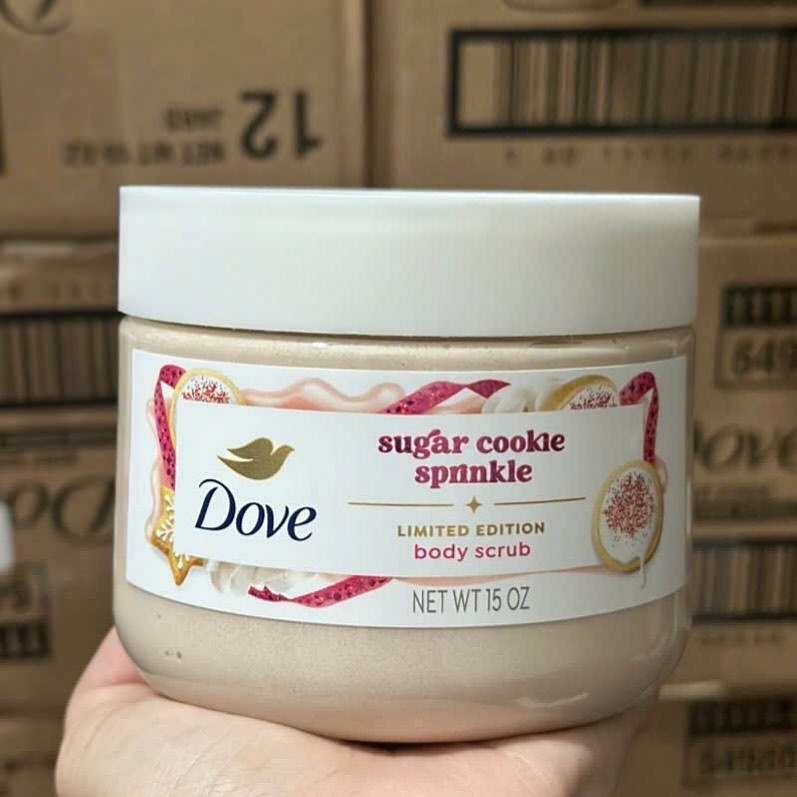 12
Dove
sugar cookie
sprinkle
LIMITED EDITION
body scrub
NET WT 15 OZ